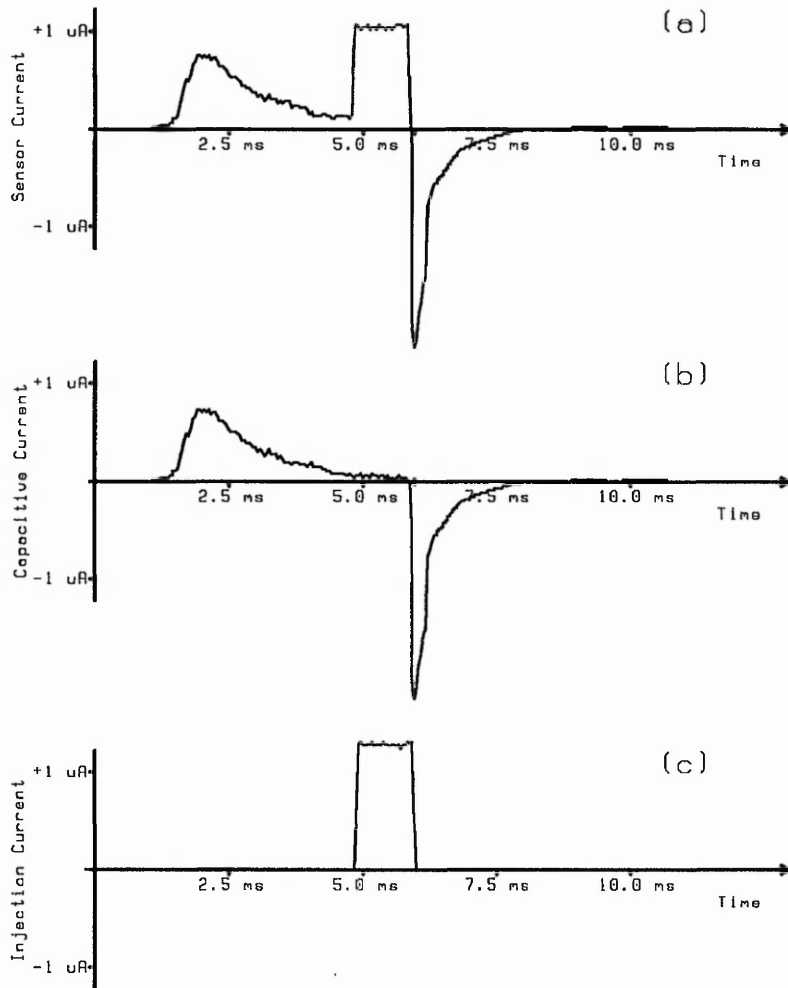 +1 uA
(a)
Sensor Current
2.5 ms
5.0 ms
7.5 ms
10.0 ms
Time
-1 uA
+1 uA
(b)
Capacitive Current
2.5 ms
5.0 ms
7.5 ms
10.0 ms
Time
-1 uA
+1 uA
(c)
Injection Current
2.5 ms
5.0 ms
7.5 ms
10.0 ms
Time
-1 uA